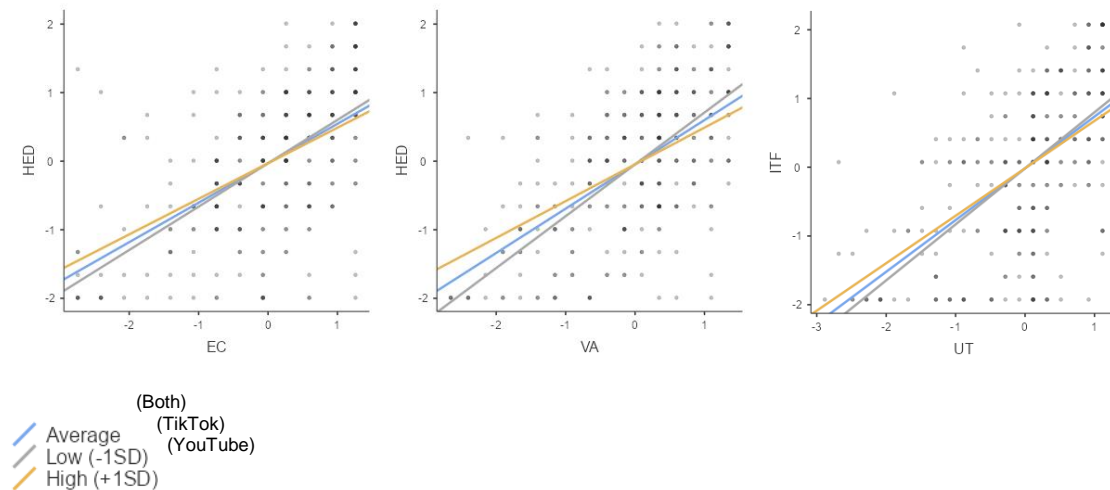 2
1
0
-1
-2
HED
-2
-1
0
1
EC
2
1
0
-1
-2
HED
-2
-1
0
1
VA
2
1
0
-1
-2
ITF
-3
-2
-1
0
1
UT
(Both)
(TikTok)
(YouTube)
Average
Low (-1SD)
High (+1SD)